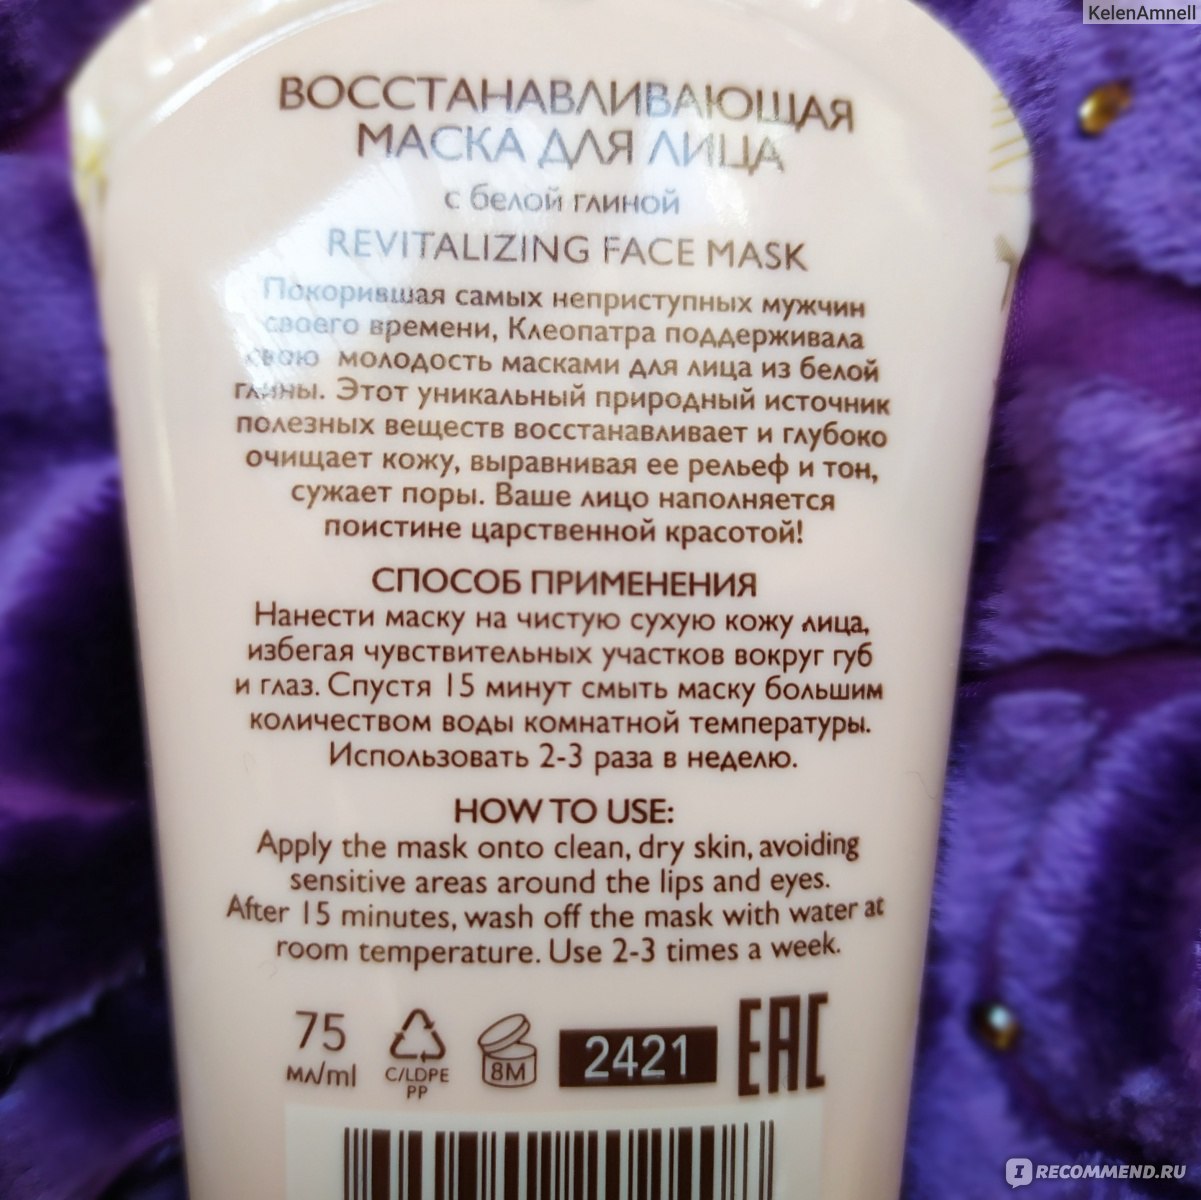 KelenAmnell
ВОССТАНАВЛИВАЮЩАЯ
МАСКА ДЛЯ ЛИЦА
с белой глиной
REVITALIZING FACE MASK
Покорившая самых неприступных мужчин
своего времени, Клеопатра поддерживала
свою молодость масками для лица из белой
глины. Этот уникальный природный источник
полезных веществ восстанавливает и глубоко
очищает кожу, выравнивая ее рельеф и тон,
сужает поры. Ваше лицо наполняется
поистине царственной красотой!
СПОСОБ ПРИМЕНЕНИЯ
Нанести маску на чистую сухую кожу лица,
избегая чувствительных участков вокруг губ
и глаз. Спустя 15 минут смыть маску большим
количеством воды комнатной температуры.
Использовать 2-3 раза в неделю.
HOW TO USE:
Apply the mask onto clean, dry skin, avoiding
sensitive areas around the lips and eyes.
After 15 minutes, wash off the mask with water at
room temperature. Use 2-3 times a week.
75
мл/ml
C/LDPE
PP
8M
2421
EAC
IRECOMMEND.RU